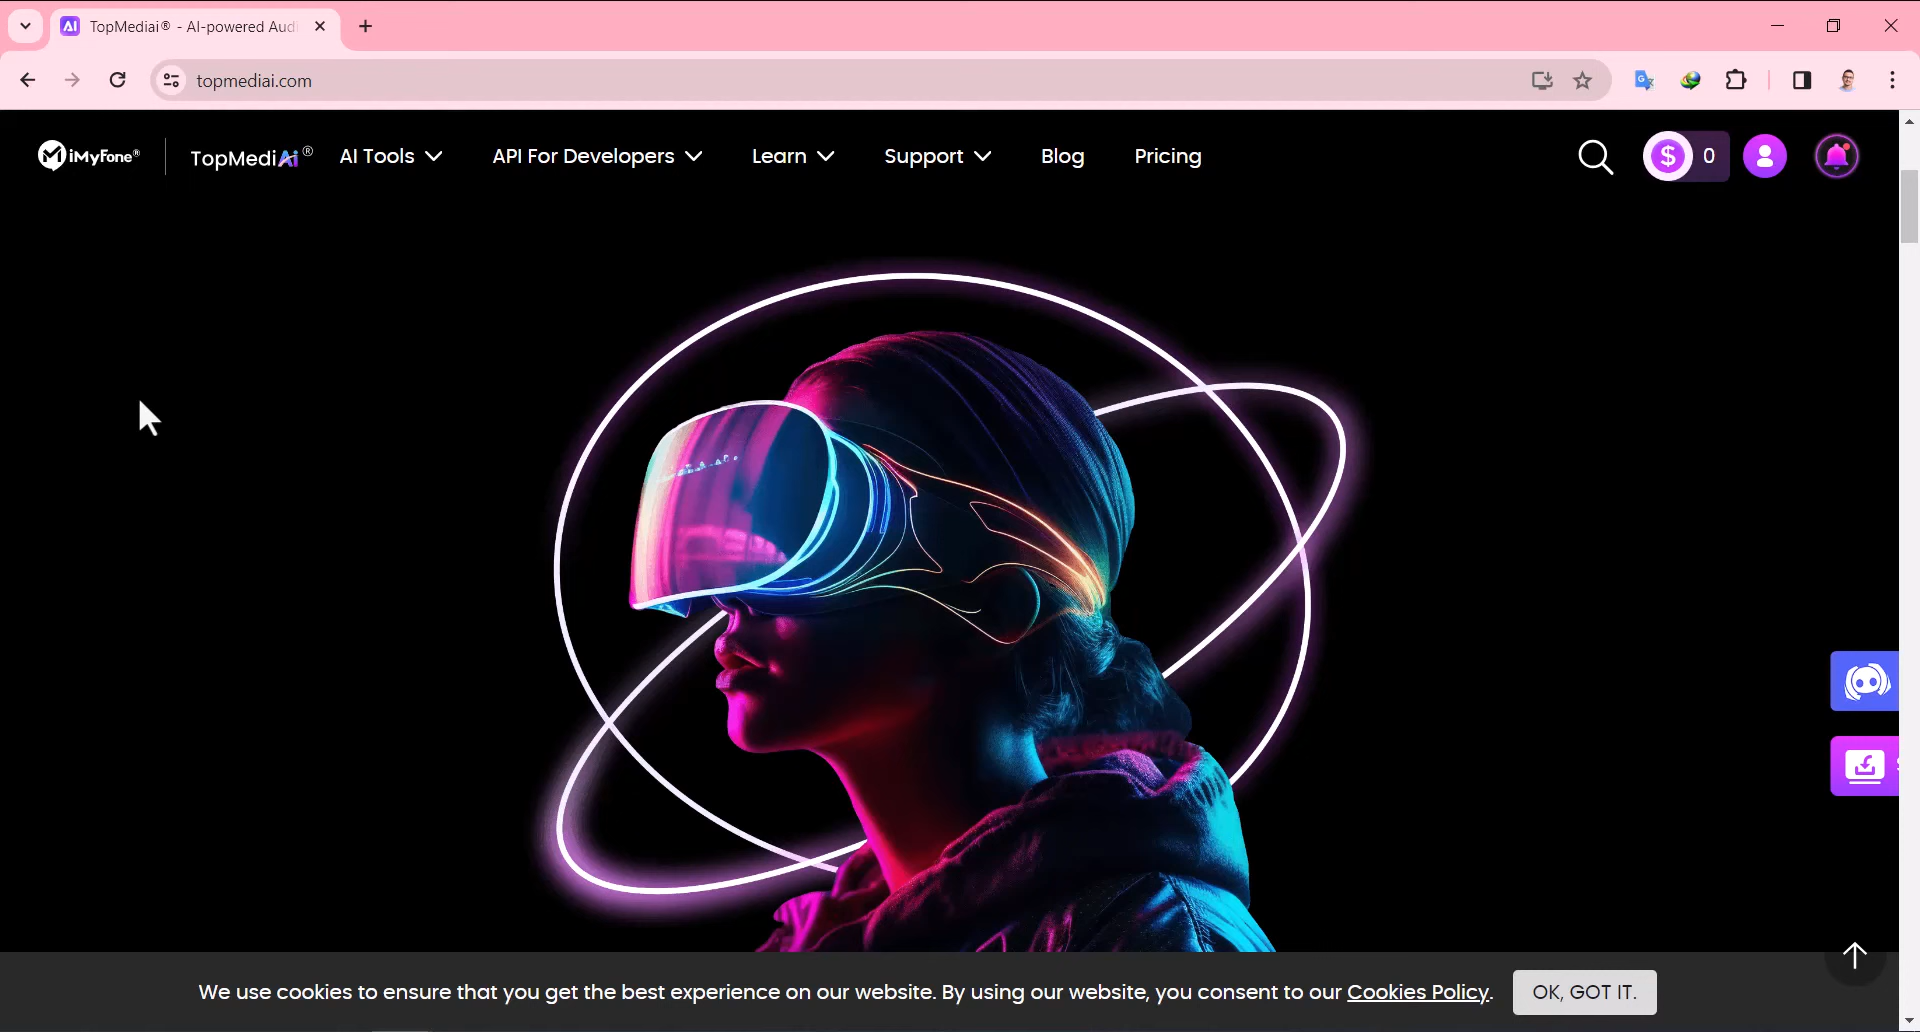 TopMediai® - AI-powered Aud
topmediai.com
iMyFone®
TopMediAi®
AI Tools
API For Developers
Learn
Support
Blog
Pricing
$ 0
We use cookies to ensure that you get the best experience on our website. By using our website, you consent to our Cookies Policy.
OK, GOT IT.